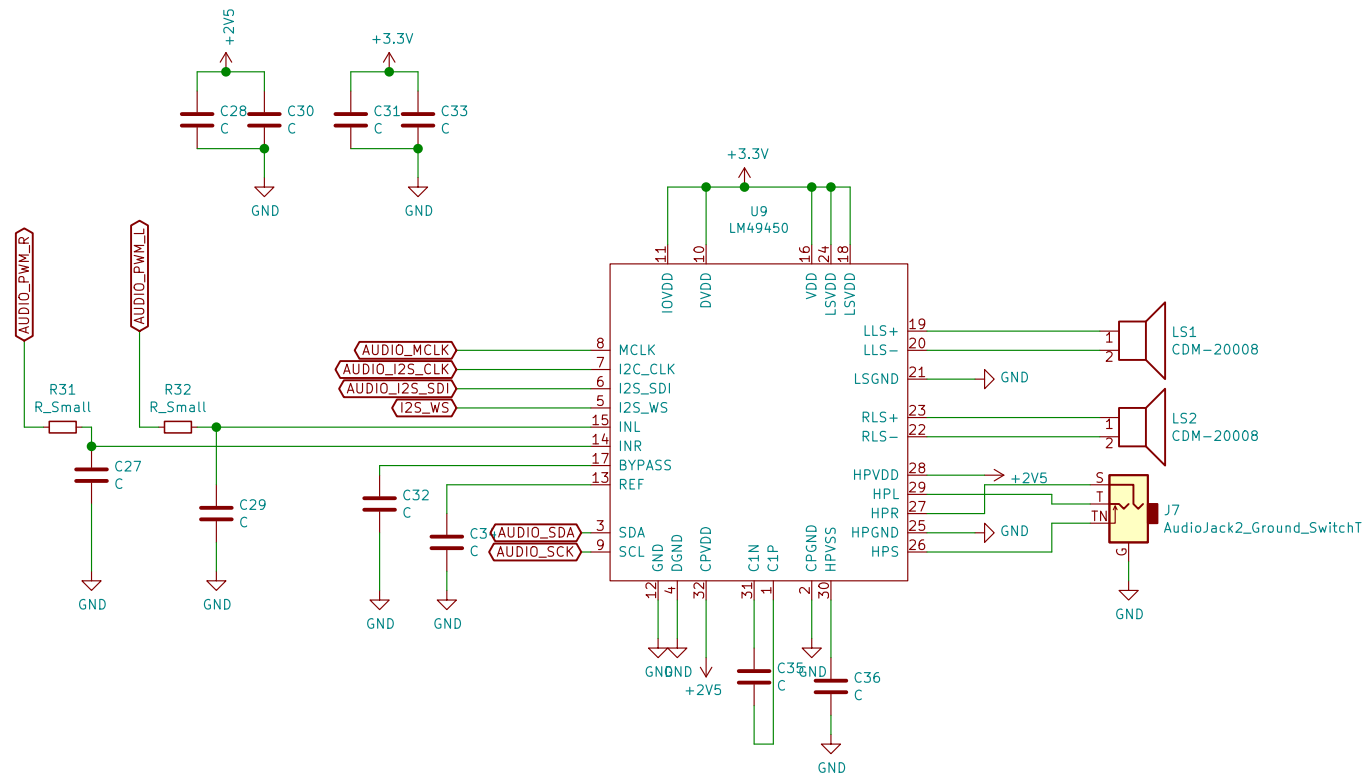 +2V5
+3.3V
C28
C
C30
C
C31
C
C33
C
GND
GND
+3.3V
U9
LM49450
AUDIO_PWM_R
AUDIO_PWM_L
R31
R_Small
R32
R_Small
C27
C
C29
C
GND
GND
AUDIO_MCLK
AUDIO_I2S_CLK
AUDIO_I2S_SDI
I2S_WS
C32
C
C34
C
AUDIO_SDA
AUDIO_SCK
GND
GND
11
10
16
24
18
IOVDD
DVDD
VDD
LSVDD
LSVDD
8 MCLK
7 I2C_CLK
6 I2S_SDI
5 I2S_WS
15 INL
14 INR
17 BYPASS
13 REF
3 SDA
9 SCL
LLS+ 19
LLS- 20
LSGND 21
RLS+ 23
RLS- 22
HPVDD 28
HPL 29
HPR 27
HPGND 25
HPS 26
GND
DGND
CPVDD
C1N
C1P
CPGND
HPVSS
12
4
32
31
1
2
30
GND
GND
+2V5
C35
C
GND
C36
C
GND
GND
+2V5
GND
1
2
LS1
CDM-20008
1
2
LS2
CDM-20008
S
T
TN
G
J7
AudioJack2_Ground_SwitchT
GND